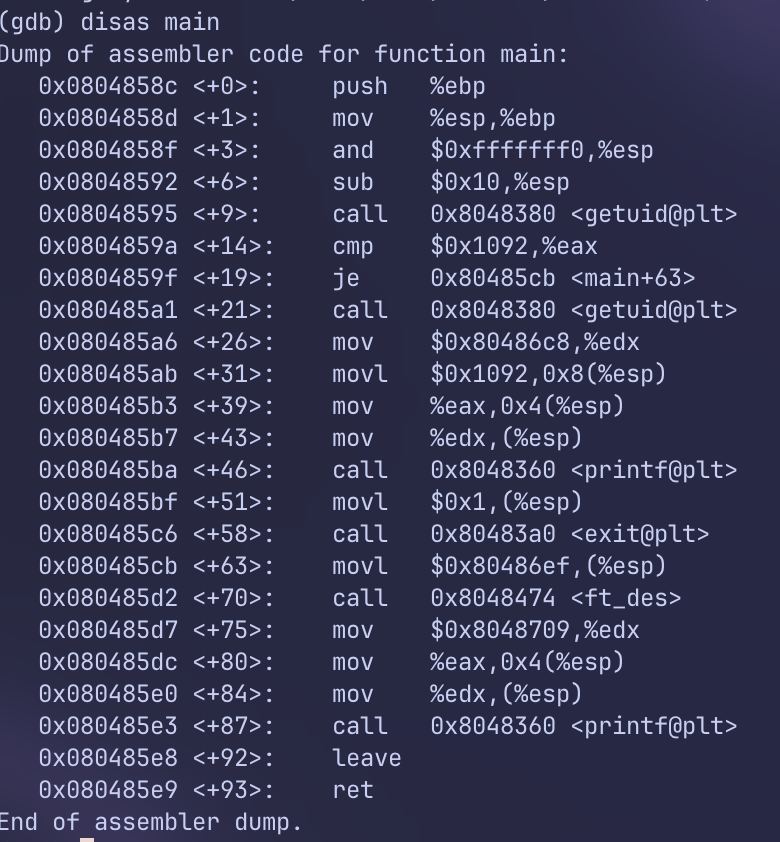 (gdb) disas main
Dump of assembler code for function main:
   0x0804858c <+0>:     push   %ebp
   0x0804858d <+1>:     mov    %esp,%ebp
   0x0804858f <+3>:     and    $0xfffffff0,%esp
   0x08048592 <+6>:     sub    $0x10,%esp
   0x08048595 <+9>:     call   0x8048380 <getuid@plt>
   0x0804859a <+14>:    cmp    $0x1092,%eax
   0x0804859f <+19>:    je     0x80485cb <main+63>
   0x080485a1 <+21>:    call   0x8048380 <getuid@plt>
   0x080485a6 <+26>:    mov    $0x80486c8,%edx
   0x080485ab <+31>:    movl   $0x1092,0x8(%esp)
   0x080485b3 <+39>:    mov    %eax,0x4(%esp)
   0x080485b7 <+43>:    mov    %edx,(%esp)
   0x080485ba <+46>:    call   0x8048360 <printf@plt>
   0x080485bf <+51>:    movl   $0x1,(%esp)
   0x080485c6 <+58>:    call   0x80483a0 <exit@plt>
   0x080485cb <+63>:    movl   $0x80486ef,(%esp)
   0x080485d2 <+70>:    call   0x8048474 <ft_des>
   0x080485d7 <+75>:    mov    $0x8048709,%edx
   0x080485dc <+80>:    mov    %eax,0x4(%esp)
   0x080485e0 <+84>:    mov    %edx,(%esp)
   0x080485e3 <+87>:    call   0x8048360 <printf@plt>
   0x080485e8 <+92>:    leave
   0x080485e9 <+93>:    ret
End of assembler dump.